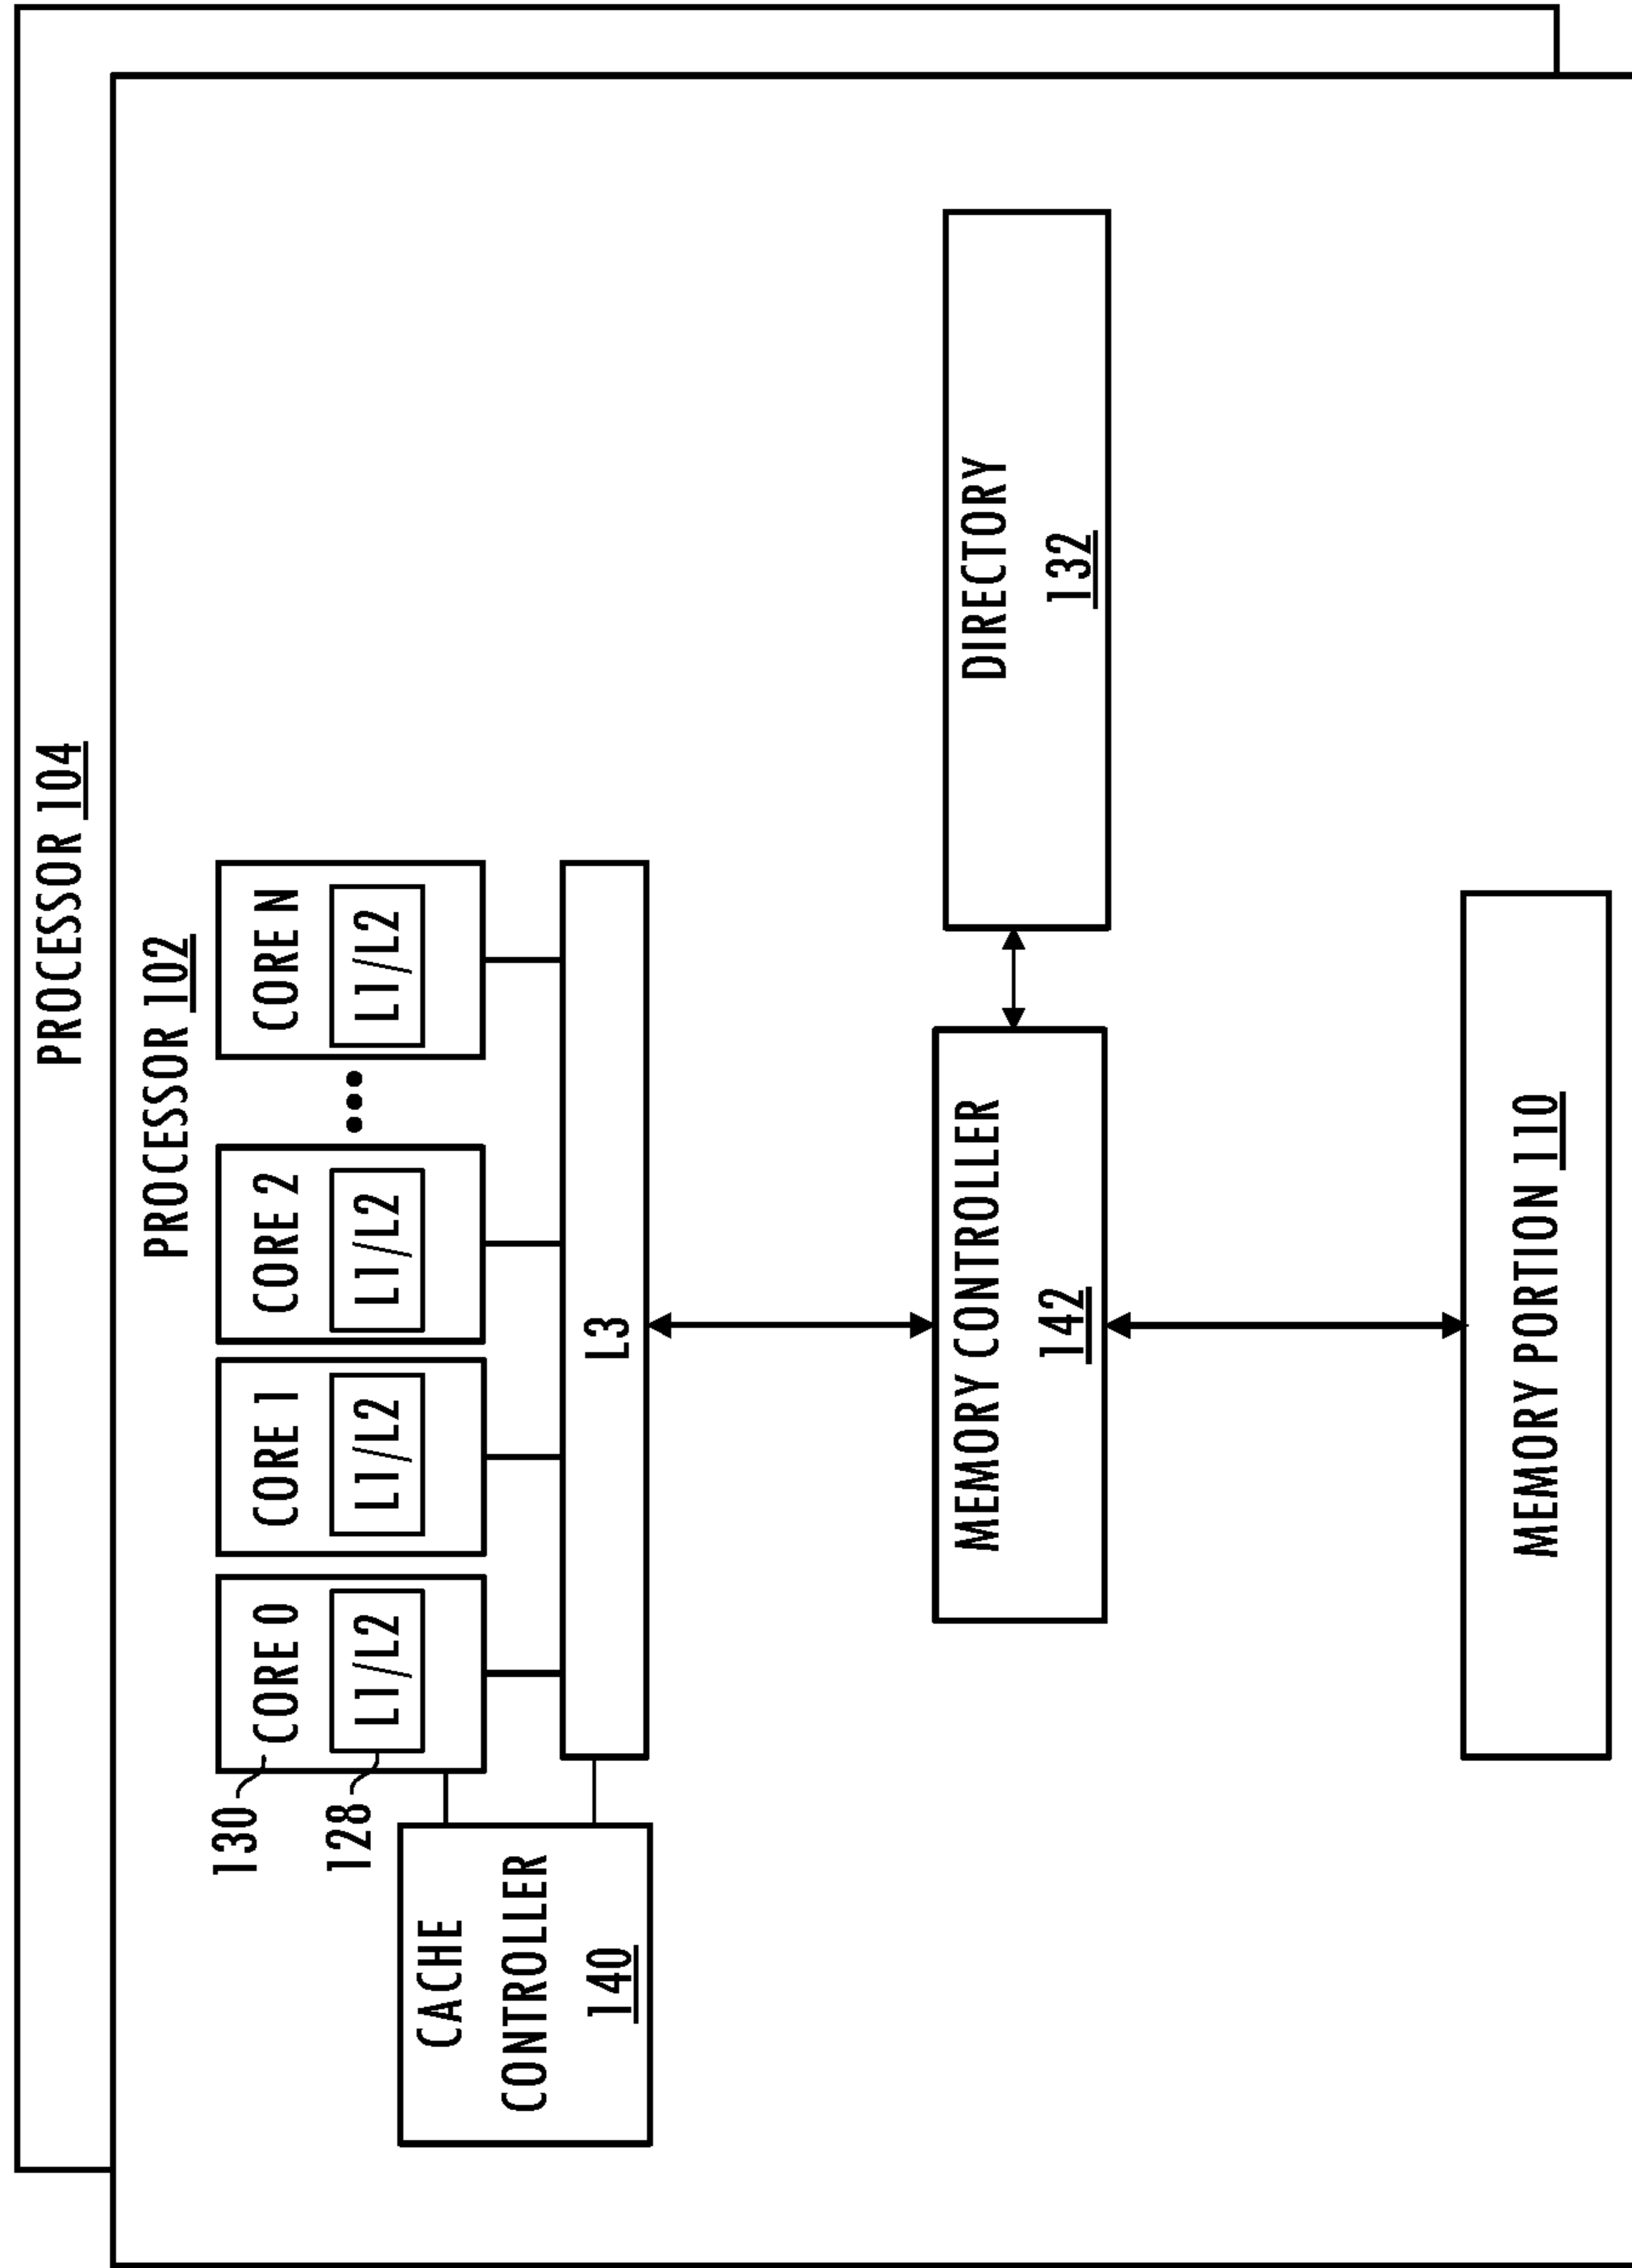 PROCESSOR 104
PROCESSOR 102
130
CORE 0
CORE 1
CORE 2
CORE N
128
L1/L2
L1/L2
L1/L2
L1/L2
CACHE
CONTROLLER
140
L3
MEMORY CONTROLLER
142
DIRECTORY
132
MEMORY PORTION 110